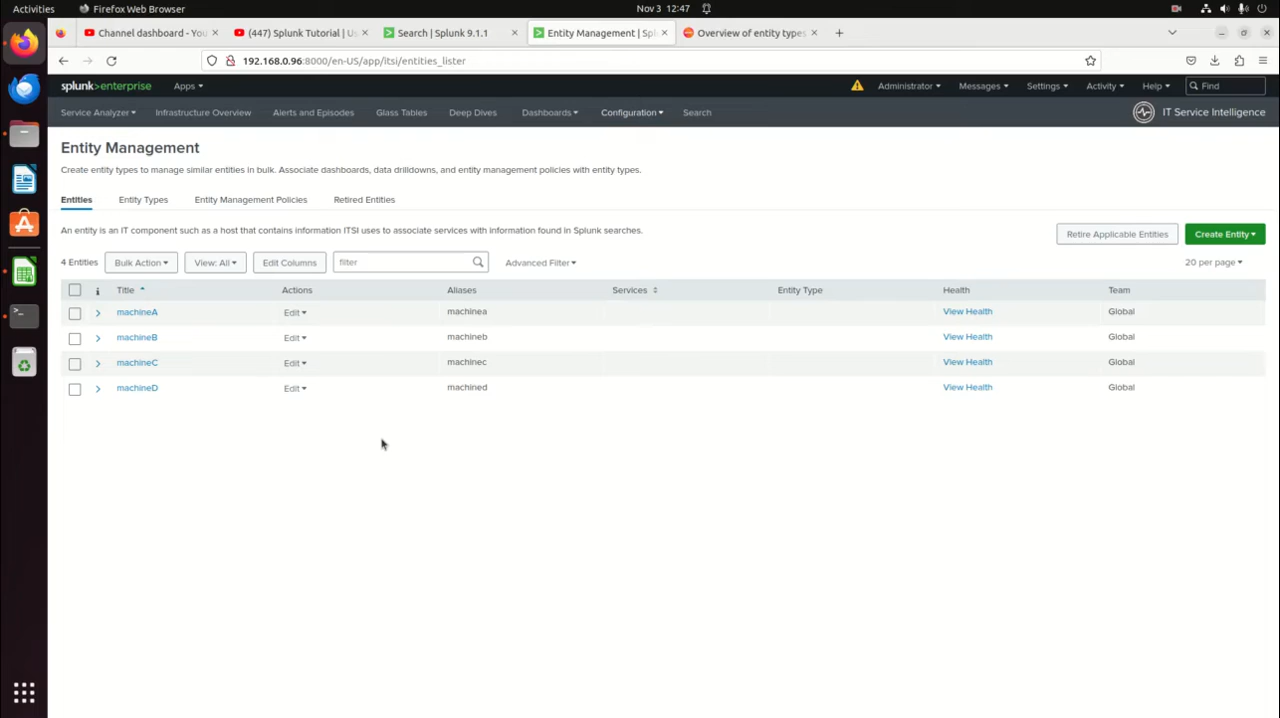 Activities
Firefox Web Browser
Nov 3 12:47
Channel dashboard - You
(447) Splunk Tutorial | Us
Search | Splunk 9.1.1
Entity Management | Spl
Overview of entity types
192.168.0.96:8000/en-US/app/itsi/entities_lister
splunk>enterprise Apps
Administrator Messages Settings Activity Help Find
Service Analyzer Infrastructure Overview Alerts and Episodes Glass Tables Deep Dives Dashboards Configuration Search IT Service Intelligence
Entity Management
Create entity types to manage similar entities in bulk. Associate dashboards, data drilldowns, and entity management policies with entity types.
Entities Entity Types Entity Management Policies Retired Entities
An entity is an IT component such as a host that contains information ITSI uses to associate services with information found in Splunk searches.
Retire Applicable Entities Create Entity
4 Entities Bulk Action View: All Edit Columns filter Advanced Filter 20 per page
i Title Actions Aliases Services Entity Type Health Team
machineA Edit machinea View Health Global
machineB Edit machineb View Health Global
machineC Edit machinec View Health Global
machineD Edit machined View Health Global